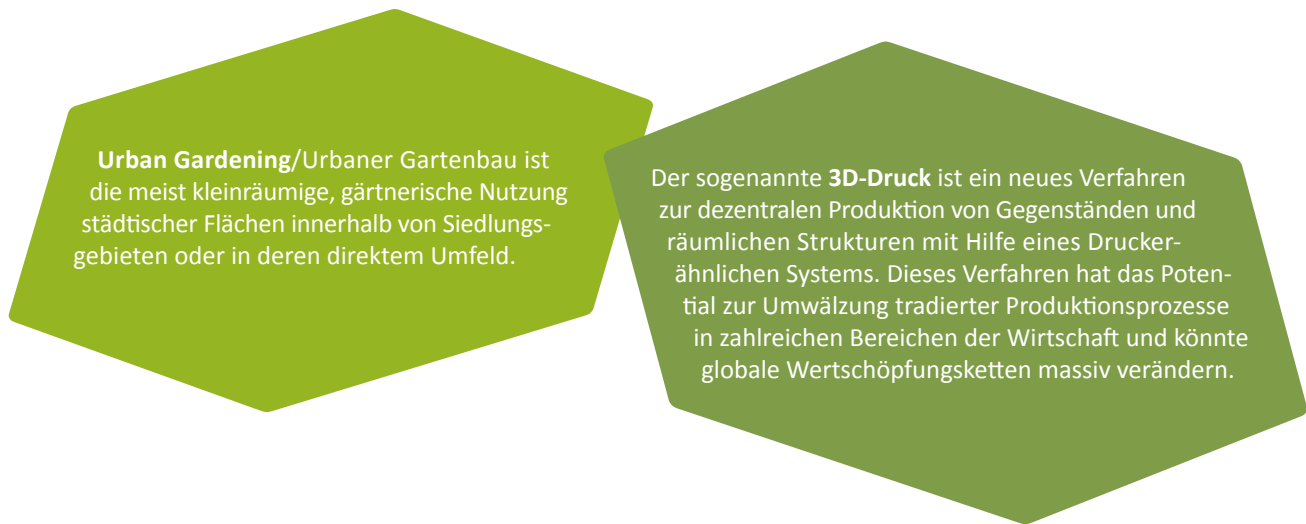 Urban Gardening/Urbaner Gartenbau ist
die meist kleinräumige, gärtnerische Nutzung
städtischer Flächen innerhalb von Siedlungs-
gebieten oder in deren direktem Umfeld.
Der sogenannte 3D-Druck ist ein neues Verfahren
zur dezentralen Produktion von Gegenständen und
räumlichen Strukturen mit Hilfe eines Drucker-
ähnlichen Systems. Dieses Verfahren hat das Poten-
tial zur Umwälzung tradierter Produktionsprozesse
in zahlreichen Bereichen der Wirtschaft und könnte
globale Wertschöpfungsketten massiv verändern.